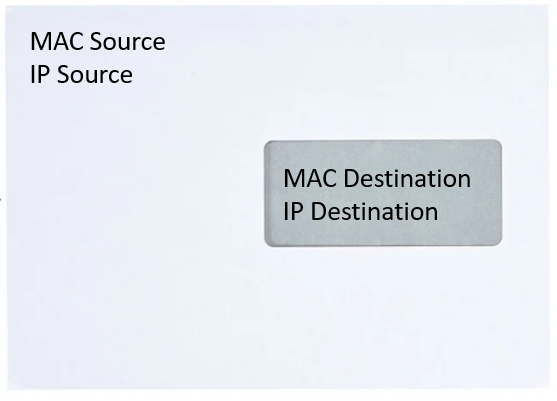 MAC Source
IP Source
MAC Destination
IP Destination